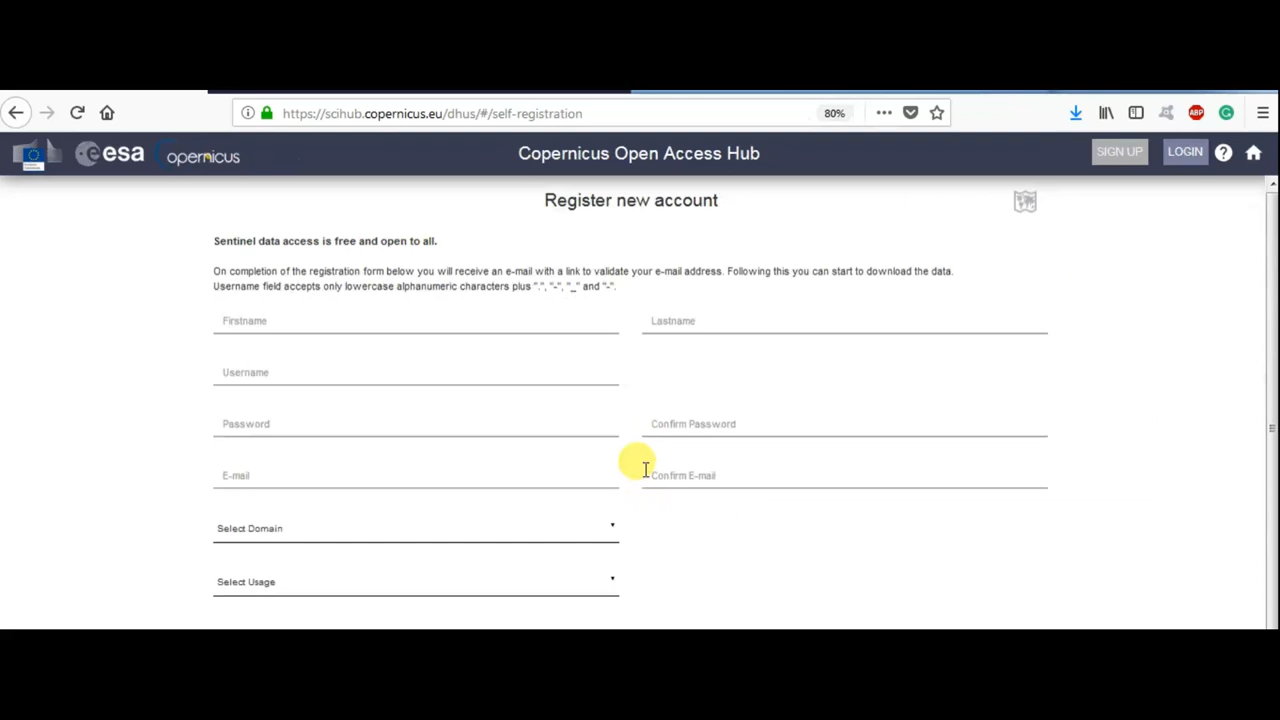 https://scihub.copernicus.eu/dhus/#/self-registration
80%
ABP
esa
opernicus
Copernicus Open Access Hub
SIGN UP
LOGIN
Register new account
Sentinel data access is free and open to all.
On completion of the registration form below you will receive an e-mail with a link to validate your e-mail address. Following this you can start to download the data.
Username field accepts only lowercase alphanumeric characters plus ".", "-", "_" and "-".
Firstname
Lastname
Username
Password
Confirm Password
E-mail
Confirm E-mail
Select Domain
Select Usage